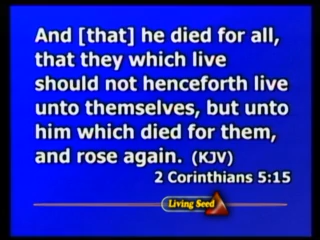 And [that] he died for all,
that they which live
should not henceforth live
unto themselves, but unto
him which died for them,
and rose again. (KJV)
2 Corinthians 5:15
Living Seed